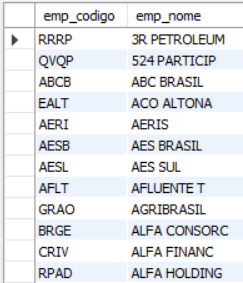 emp_codigo emp_nome
RRRP 3R PETROLEUM
QVQP 524 PARTICIP
ABCB ABC BRASIL
EALT ACO ALTONA
AERI AERIS
AESB AES BRASIL
AESL AES SUL
AFLT AFLUENTE T
GRAO AGRIBRASIL
BRGE ALFA CONSORC
CRIV ALFA FINANC
RPAD ALFA HOLDING